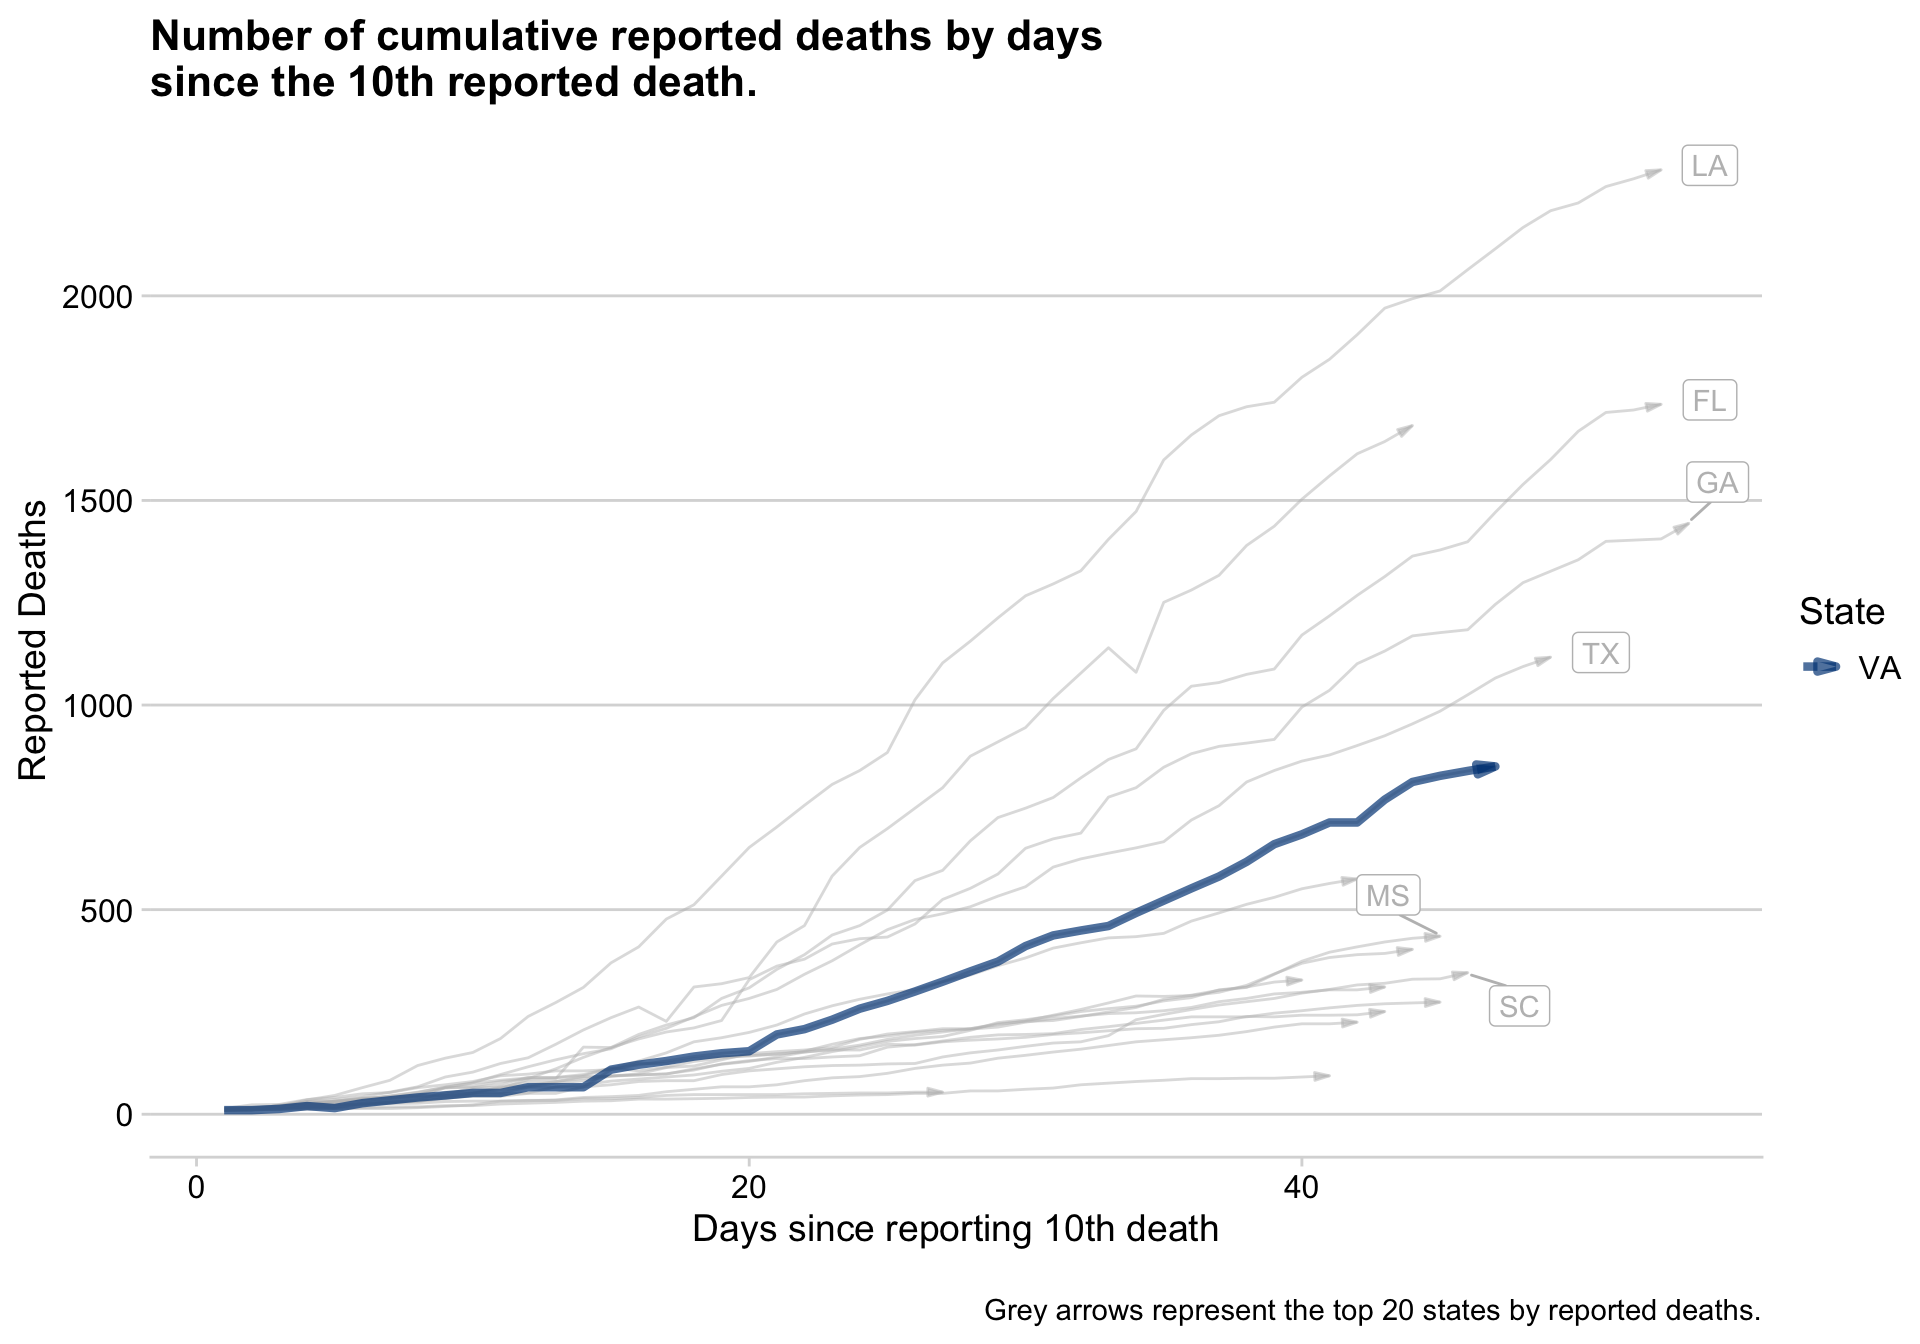 Number of cumulative reported deaths by days
since the 10th reported death.
LA
2000
FL
GA
1500
Reported Deaths
State
TX
VA
1000
MS
500
SC
0
0 20 40
Days since reporting 10th death
Grey arrows represent the top 20 states by reported deaths.